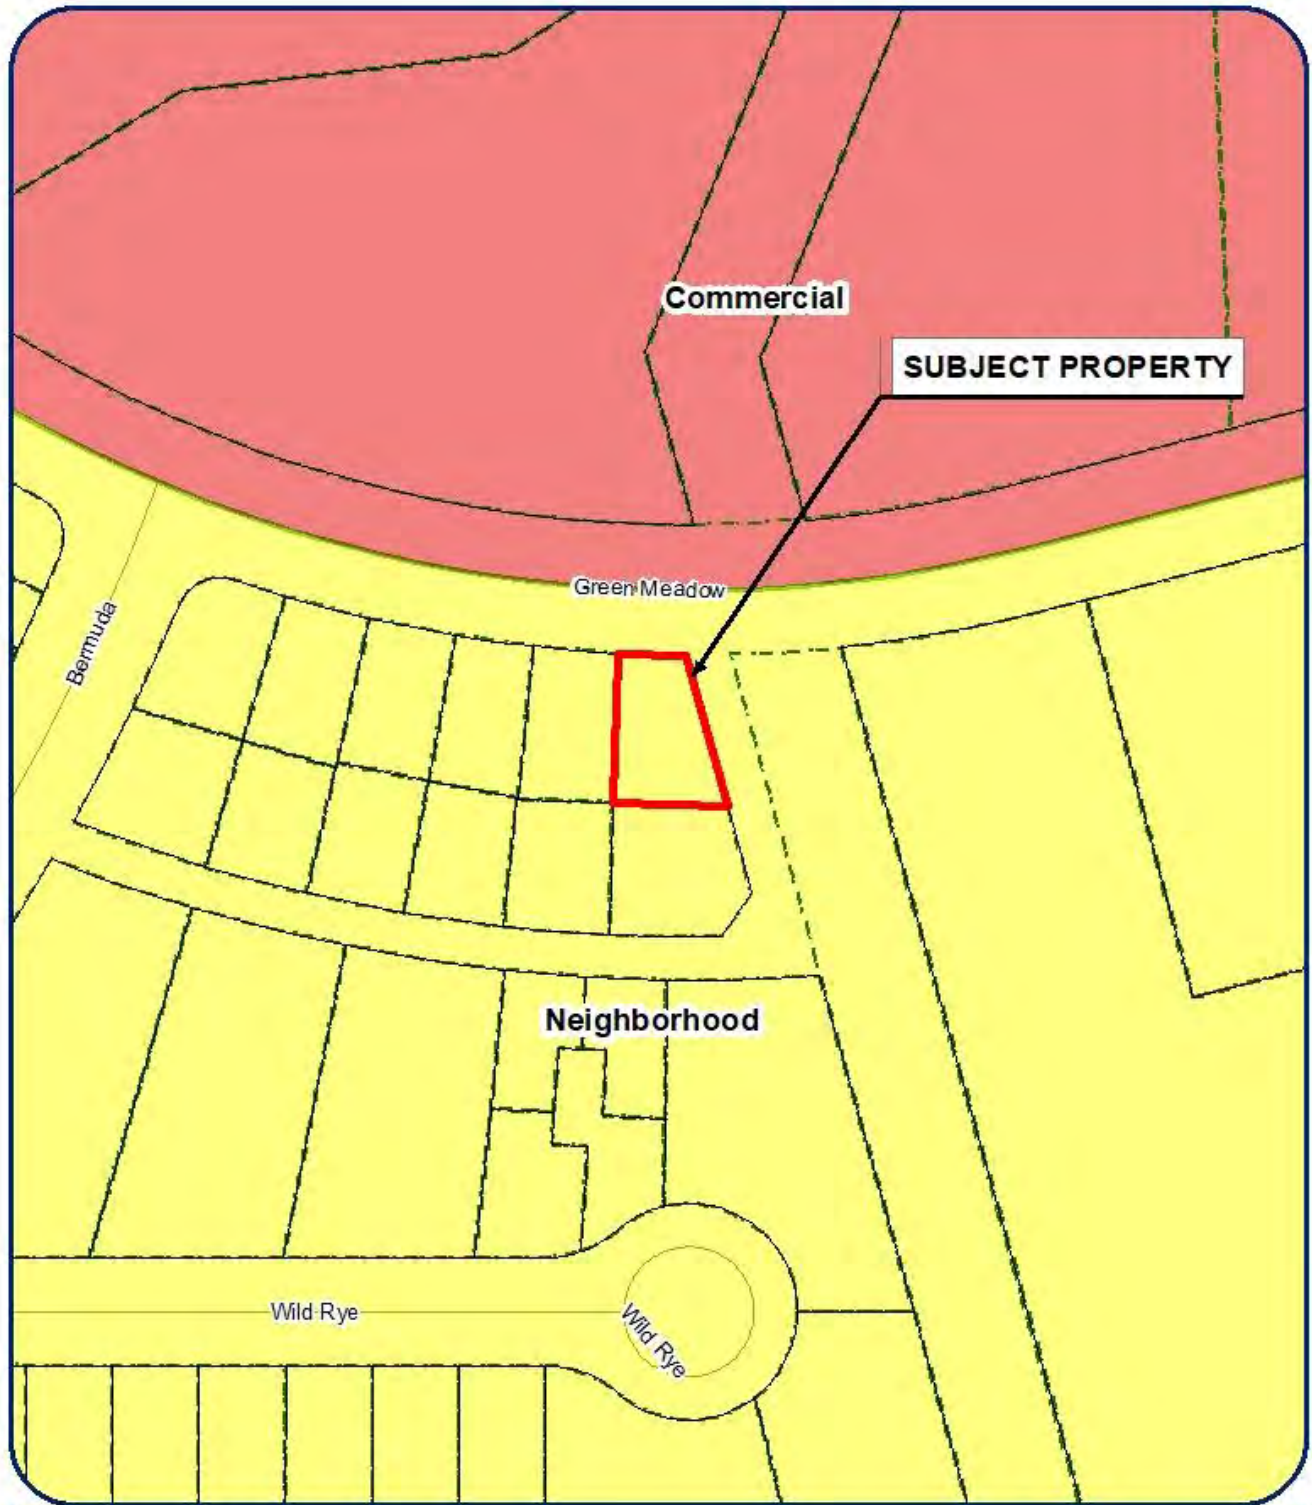 Commercial
SUBJECT PROPERTY
Green Meadow
Bermuda
Neighborhood
Wild Rye
Wild Rye